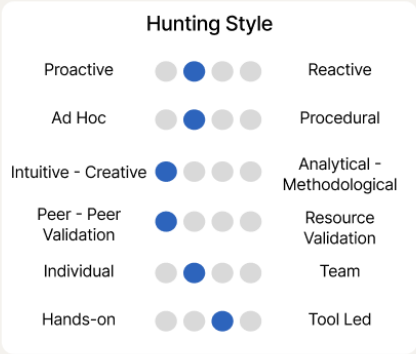 Hunting Style
Proactive Reactive
Ad Hoc Procedural
Intuitive - Creative Analytical -
Methodological
Peer - Peer
Validation Resource
Validation
Individual Team
Hands-on Tool Led